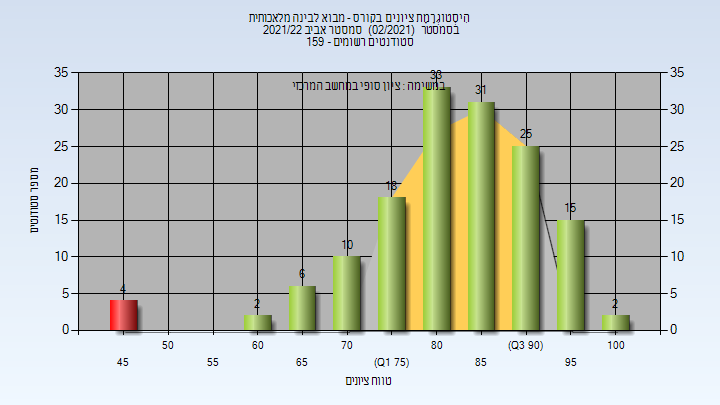 היסטוגרמת ציונים בקורס - מבוא לבינה מלאכותית
בסמסטר (02/2021) סמסטר אביב 2021/22
סטודנטים רשומים - 159
במשימה : ציון סופי במחשב המרכזי
35 35
30 30
25 25
20 20
15 15
10 10
5 5
0 0
מספר סטודנטים
4 2 6 10 18 33 31 25 15 2
50 60 70 80 (Q3 90) 100
45 55 65 (Q1 75) 85 95
טווח ציונים